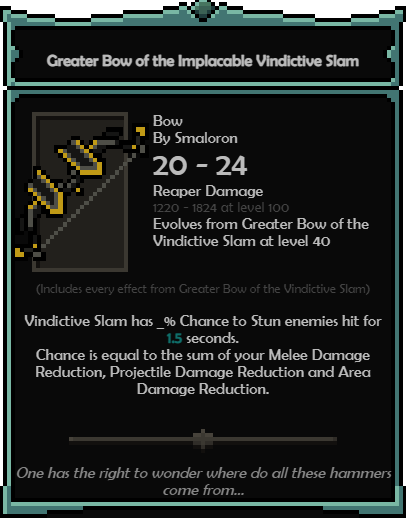 Greater Bow of the Implacable Vindictive Slam
Bow
By Smaloron
20 - 24
Reaper Damage
1220 - 1824 at level 100
Evolves from Greater Bow of the
Vindictive Slam at level 40
(Includes every effect from Greater Bow of the Vindictive Slam)
Vindictive Slam has _% Chance to Stun enemies hit for
1.5 seconds.
Chance is equal to the sum of your Melee Damage
Reduction, Projectile Damage Reduction and Area
Damage Reduction.
One has the right to wonder where do all these hammers
come from...